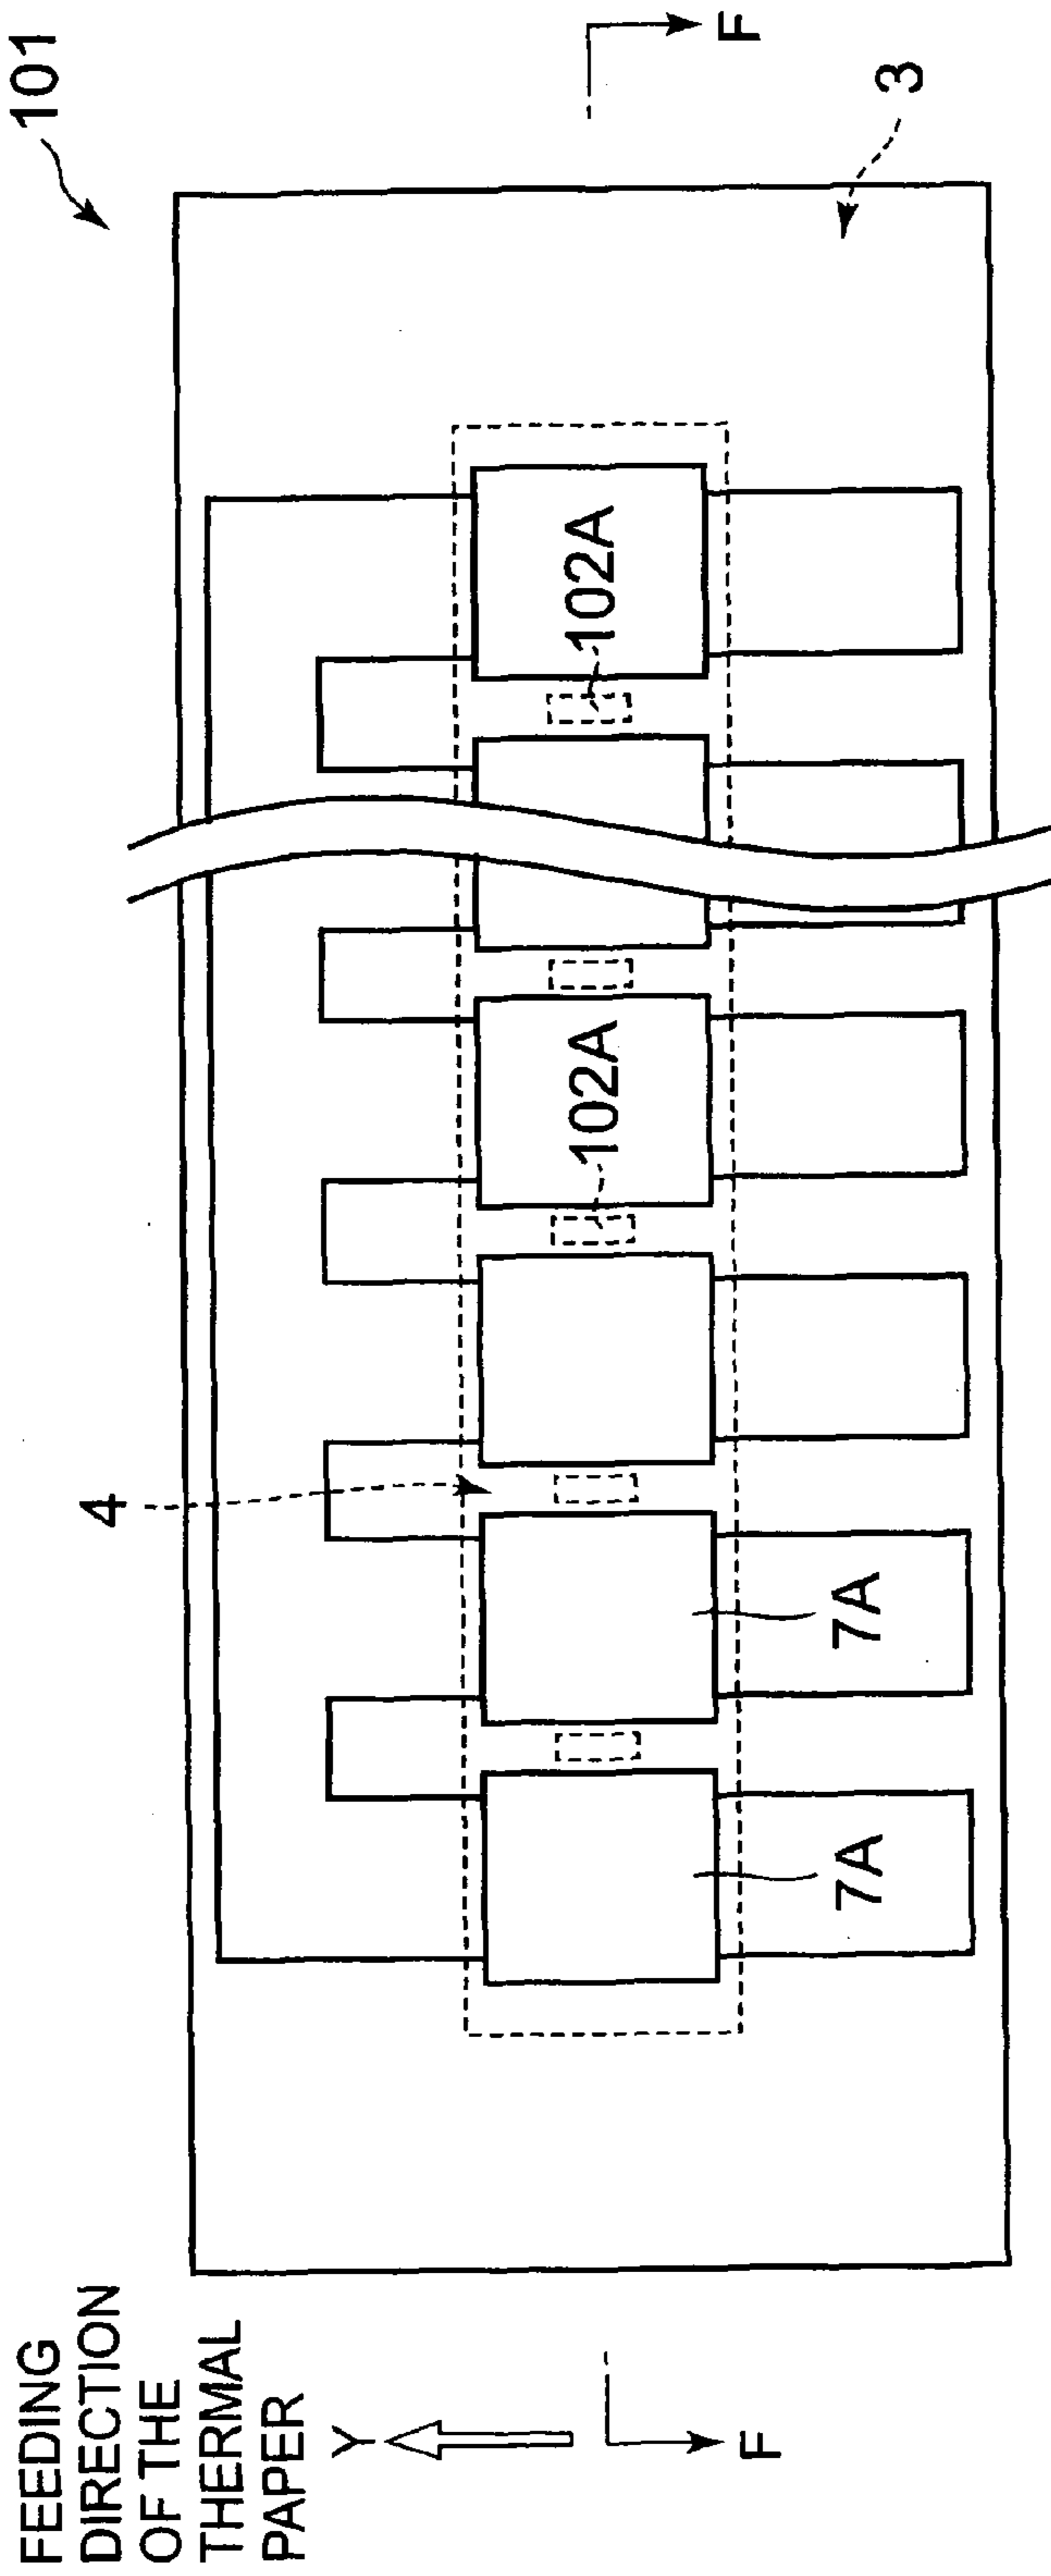 101
F
3
102A
102A
4
7A
7A
FEEDING
DIRECTION
OF THE
THERMAL
PAPER
Y
F